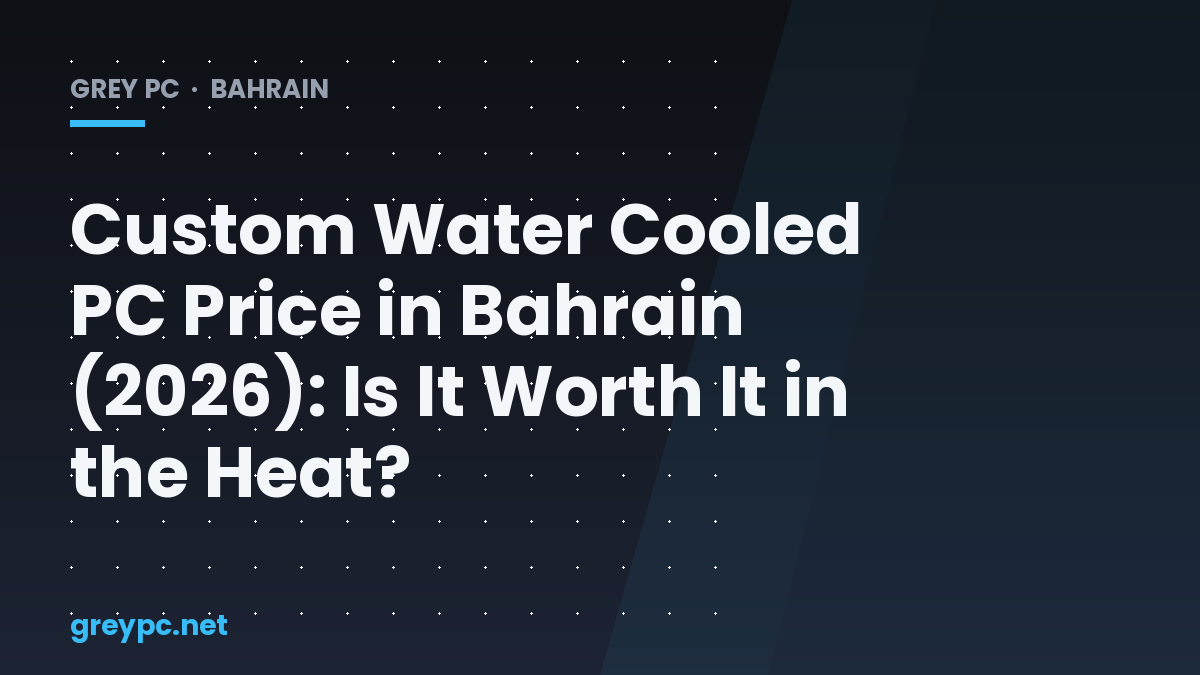 GREY PC · BAHRAIN
Custom Water Cooled
PC Price in Bahrain
(2026): Is It Worth It in
the Heat?
greypc.net